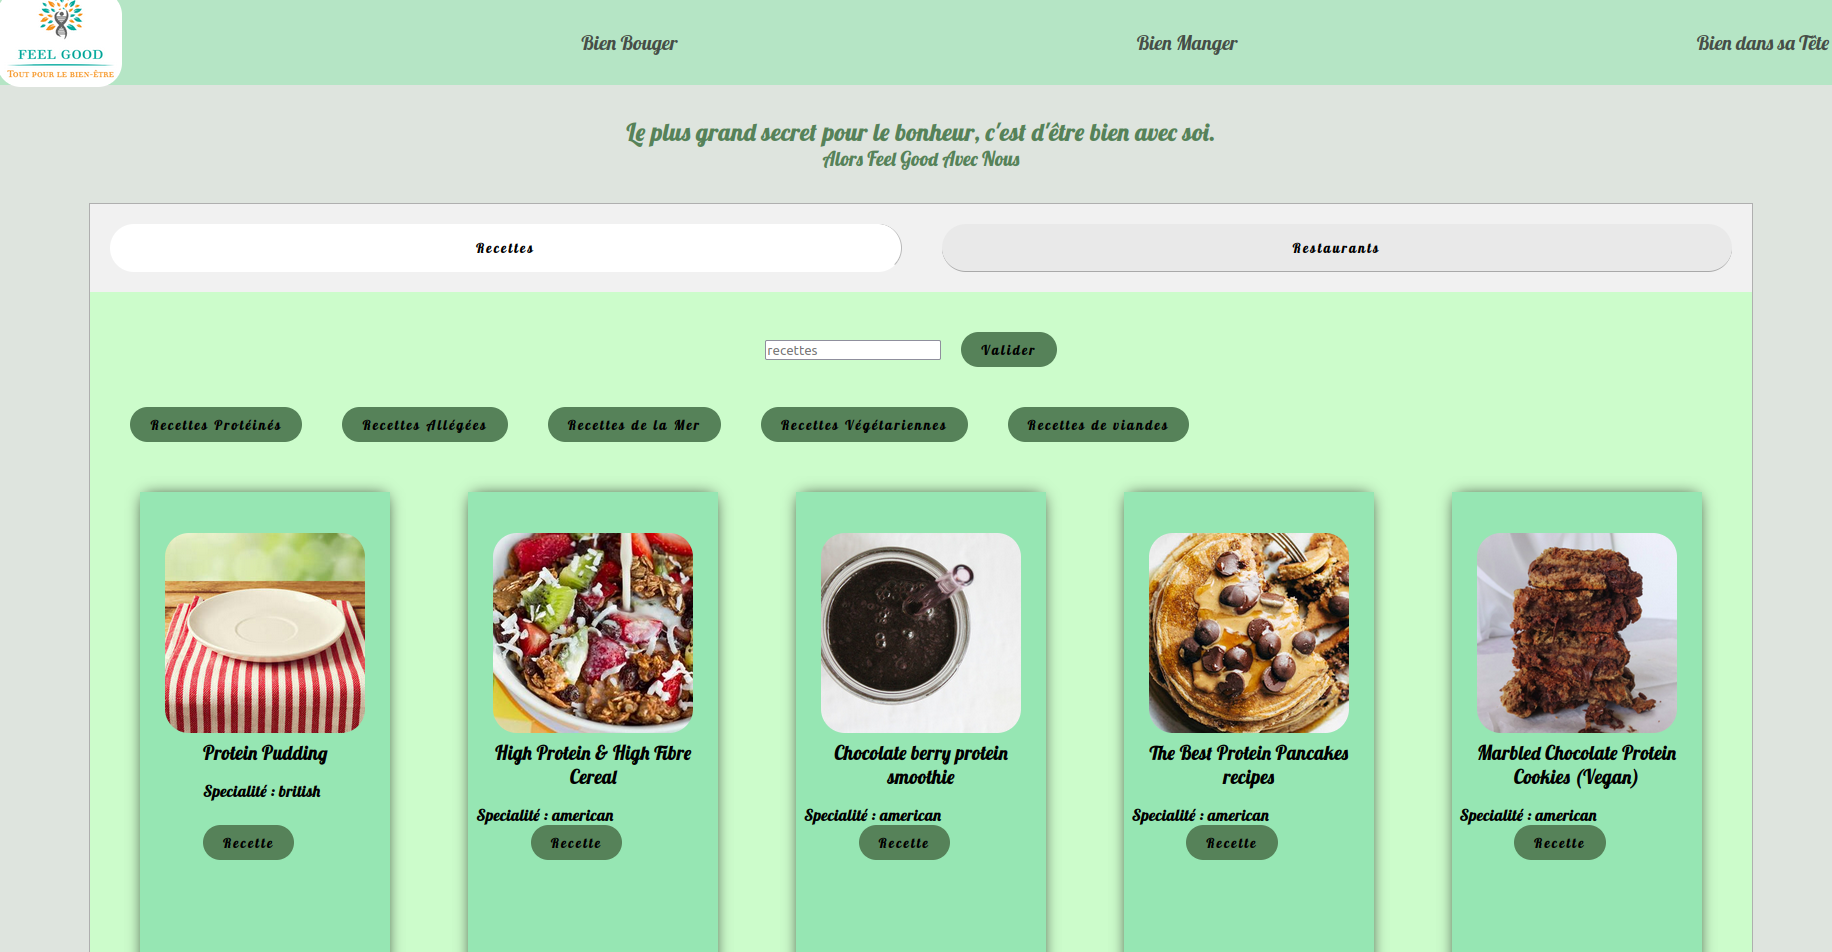 FEEL GOOD
TOUT POUR LE BIEN-ÊTRE
Bien Bouger
Bien Manger
Bien dans sa Tête
Le plus grand secret pour le bonheur, c'est d'être bien avec soi.
Alors Feel Good Avec Nous
Recettes
Restaurants
recettes
Valider
Recettes Protéinés
Recettes Allégées
Recettes de la Mer
Recettes Végétariennes
Recettes de viandes
Protein Pudding
Specialité : british
Recette
High Protein & High Fibre
Cereal
Specialité : american
Recette
Chocolate berry protein
smoothie
Specialité : american
Recette
The Best Protein Pancakes
recipes
Specialité : american
Recette
Marbled Chocolate Protein
Cookies (Vegan)
Specialité : american
Recette